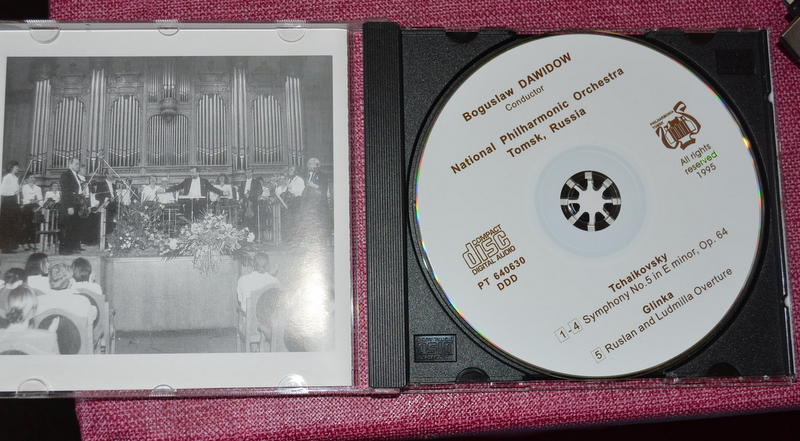 Boguslaw DAWIDOW
Conductor
National Philharmonic Orchestra
Tomsk, Russia
All rights
reserved
1995
COMPACT
disc
DIGITAL AUDIO
PT 640630
DDD
Tchaikovsky
1-4 Symphony No.5 in E minor, Op. 64
Glinka
5 Ruslan and Ludmilla Overture